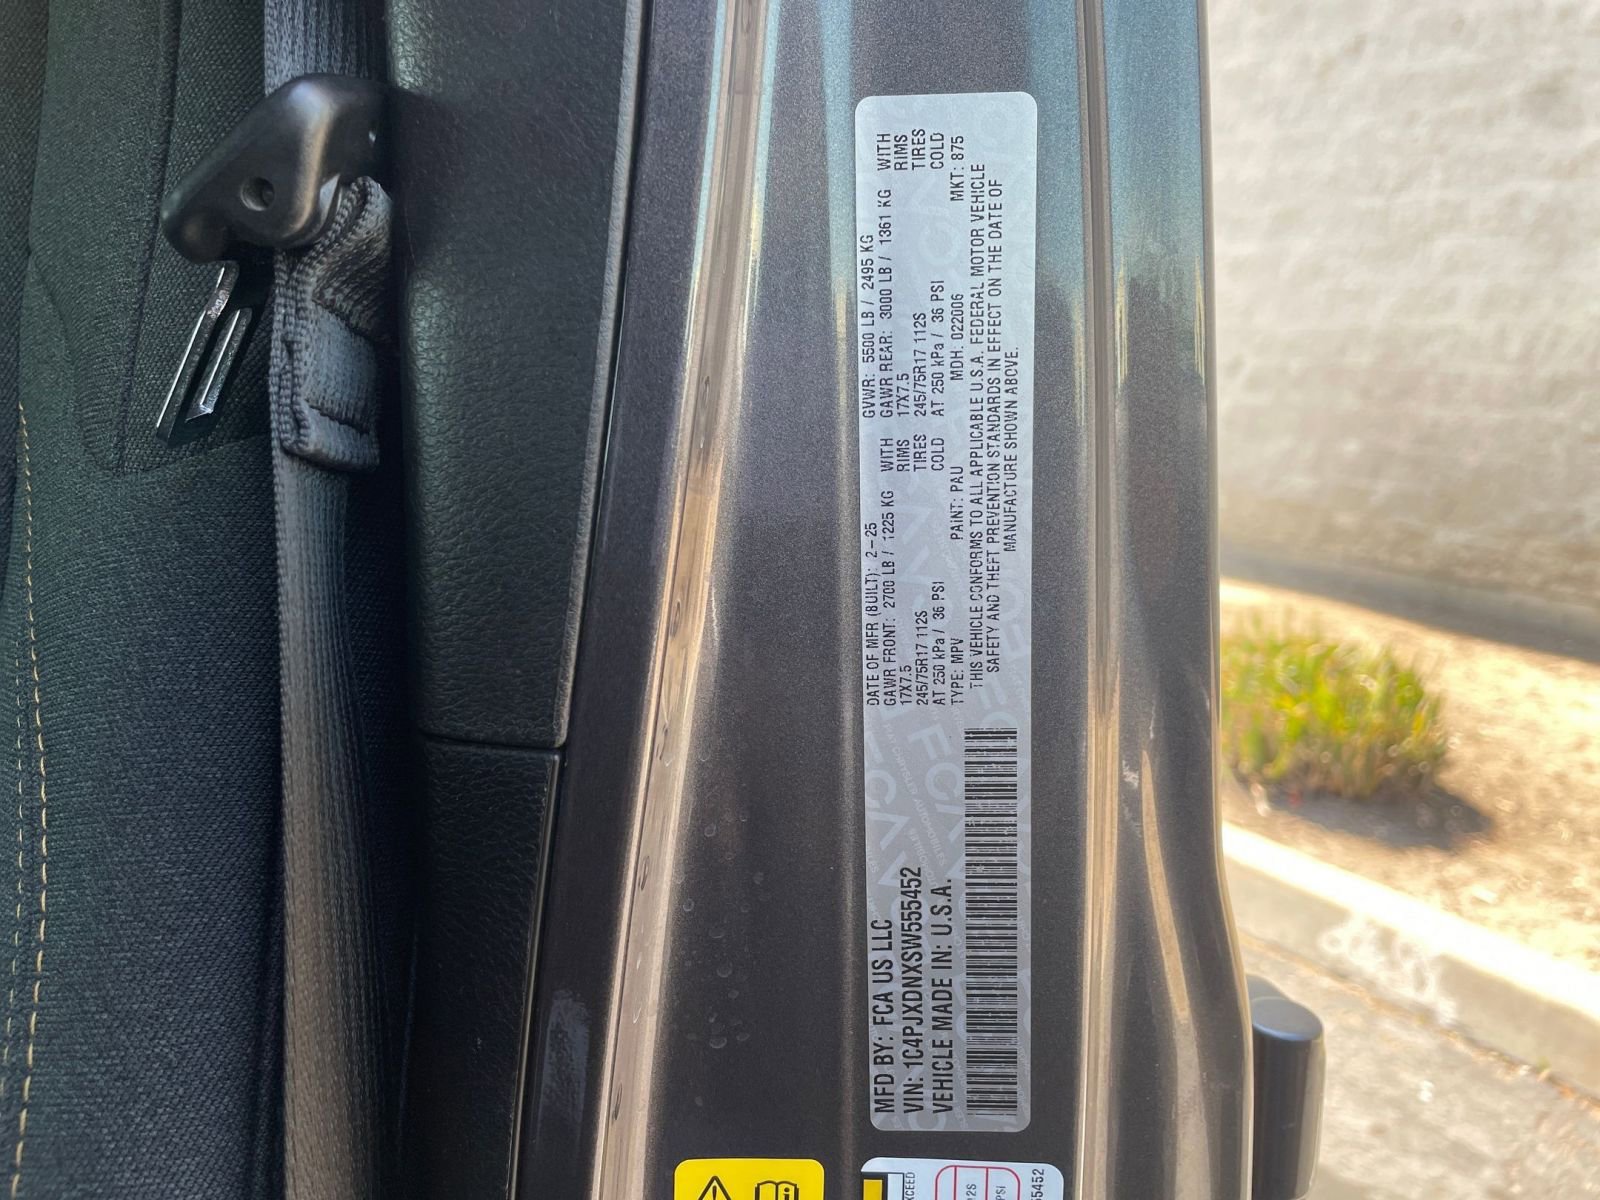 MFD BY: FCA US LLC
VIN: 1C4PJXDNXSW555452
VEHICLE MADE IN: U.S.A.
DATE OF MFR (BUILT): 2-25 GVWR: 5500 LB / 2495 KG
GAWR FRONT: 2700 LB / 1225 KG WITH GAWR REAR: 3000 LB / 1361 KG WITH
17X7.5 RIMS 17X7.5 RIMS
245/75R17 112S TIRES 245/75R17 112S TIRES
AT 250 kPa / 36 PSI COLD AT 250 kPa / 36 PSI COLD
TYPE: MPV PAINT: PAU MDH: 022006 MKT: 875
THIS VEHICLE CONFORMS TO ALL APPLICABLE U.S.A. FEDERAL MOTOR VEHICLE
SAFETY AND THEFT PREVENTION STANDARDS IN EFFECT ON THE DATE OF
MANUFACTURE SHOWN ABOVE.
EXCEED
12S
PSI
55452